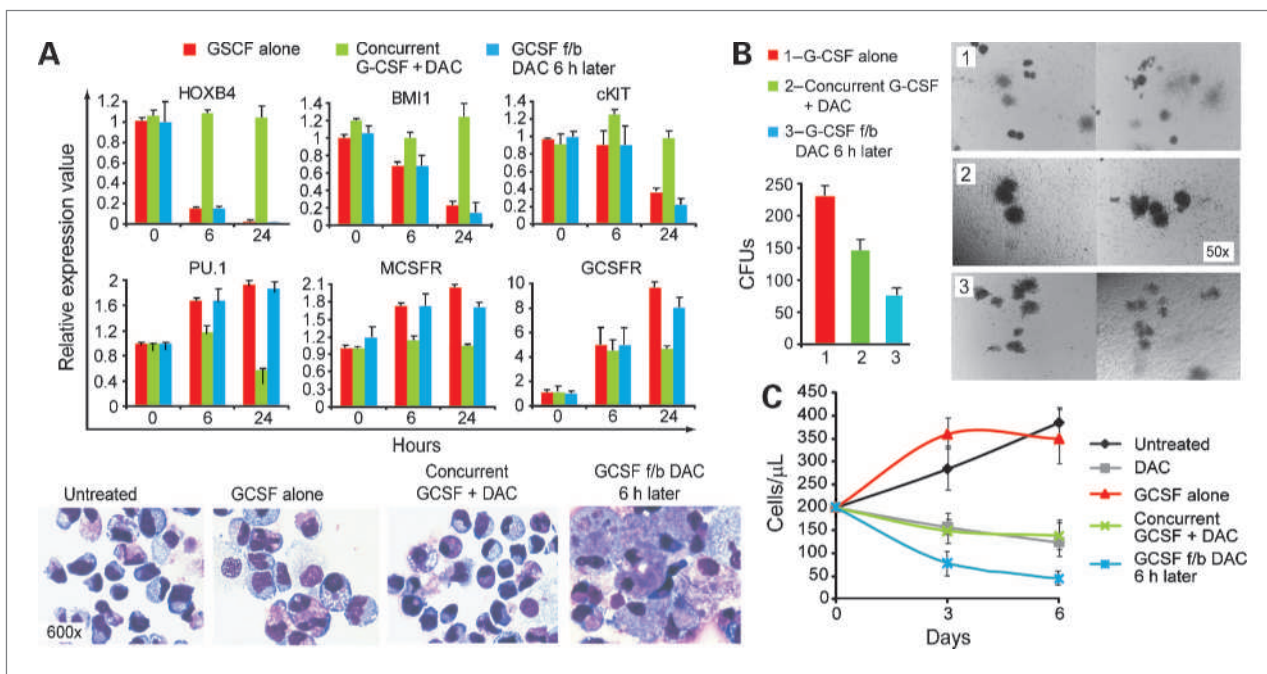 A
GSCF alone
Concurrent
G-CSF + DAC
GCSF f/b
DAC 6 h later
Relative expression value
HOXB4
1.2
1
0.8
0.6
0.4
0.2
0
0 6 24
BMI1
1.4
1.2
1
0.8
0.6
0.4
0.2
0
0 6 24
cKIT
1.4
1.2
1
0.8
0.6
0.4
0.2
0
0 6 24
PU.1
2
1.6
1.2
0.8
0.4
0
0 6 24
MCSFR
2.1
1.8
1.5
1.2
0.9
0.6
0.3
0
0 6 24
GCSFR
10
8
6
4
2
0
0 6 24
Hours
Untreated
GCSF alone
Concurrent
GCSF + DAC
GCSF f/b DAC
6 h later
600x
B
1–G-CSF alone
2–Concurrent G-CSF
+ DAC
3–G-CSF f/b
DAC 6 h later
CFUs
250
200
150
100
50
0
1 2 3
1
2
50x
3
C
Cells/μL
450
400
350
300
250
200
150
100
50
0
0 3 6
Days
Untreated
DAC
GCSF alone
Concurrent
GCSF + DAC
GCSF f/b DAC
6 h later